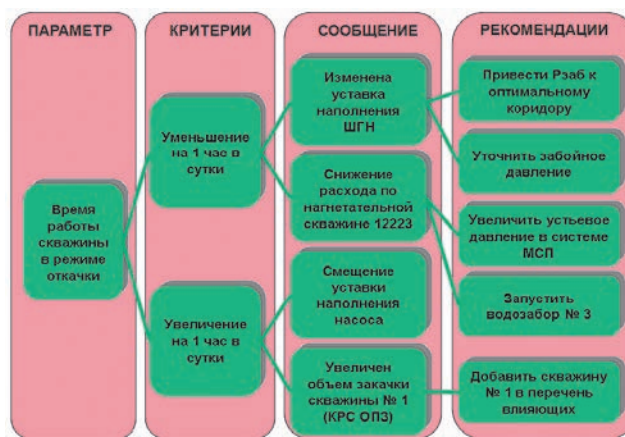 ПАРАМЕТР
Время
работы
скважины
в режиме
откачки
КРИТЕРИИ
Уменьшение
на 1 час в
сутки
Увеличение
на 1 час в
сутки
СООБЩЕНИЕ
Изменена
уставка
наполнения
ШГН
Снижение
расхода по
нагнетательной
скважине 12223
Смещение
уставки
наполнения
насоса
Увеличен
объем закачки
скважины № 1
(КРС ОПЗ)
РЕКОМЕНДАЦИИ
Привести Рзаб к
оптимальному
коридору
Уточнить забойное
давление
Увеличить устьевое
давление в системе
МСП
Запустить
водозабор № 3
Добавить скважину
№ 1 в перечень
влияющих